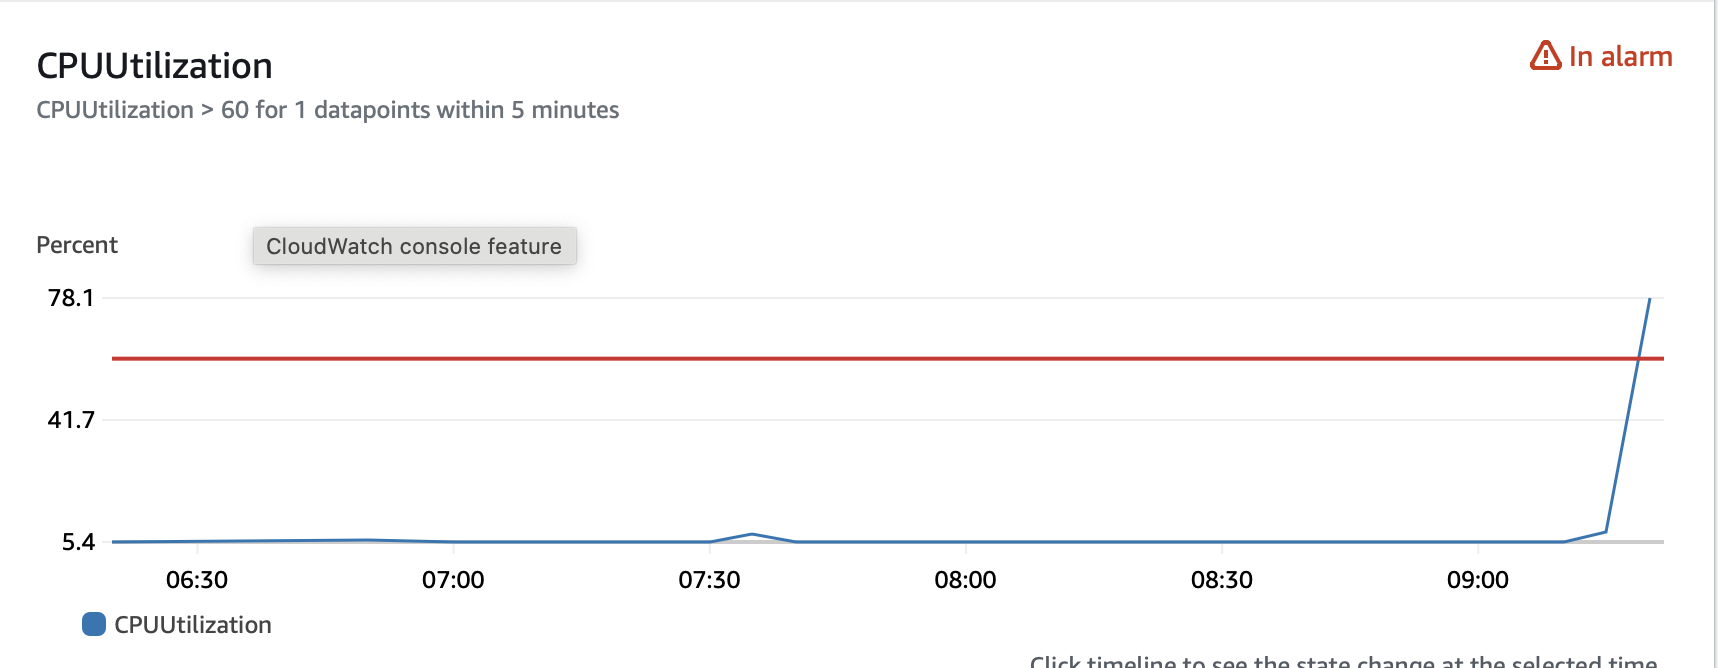 CPUUtilization
In alarm
CPUUtilization > 60 for 1 datapoints within 5 minutes
Percent
CloudWatch console feature
78.1
41.7
5.4
06:30 07:00 07:30 08:00 08:30 09:00
CPUUtilization
Click timeline to see the state change at the selected time